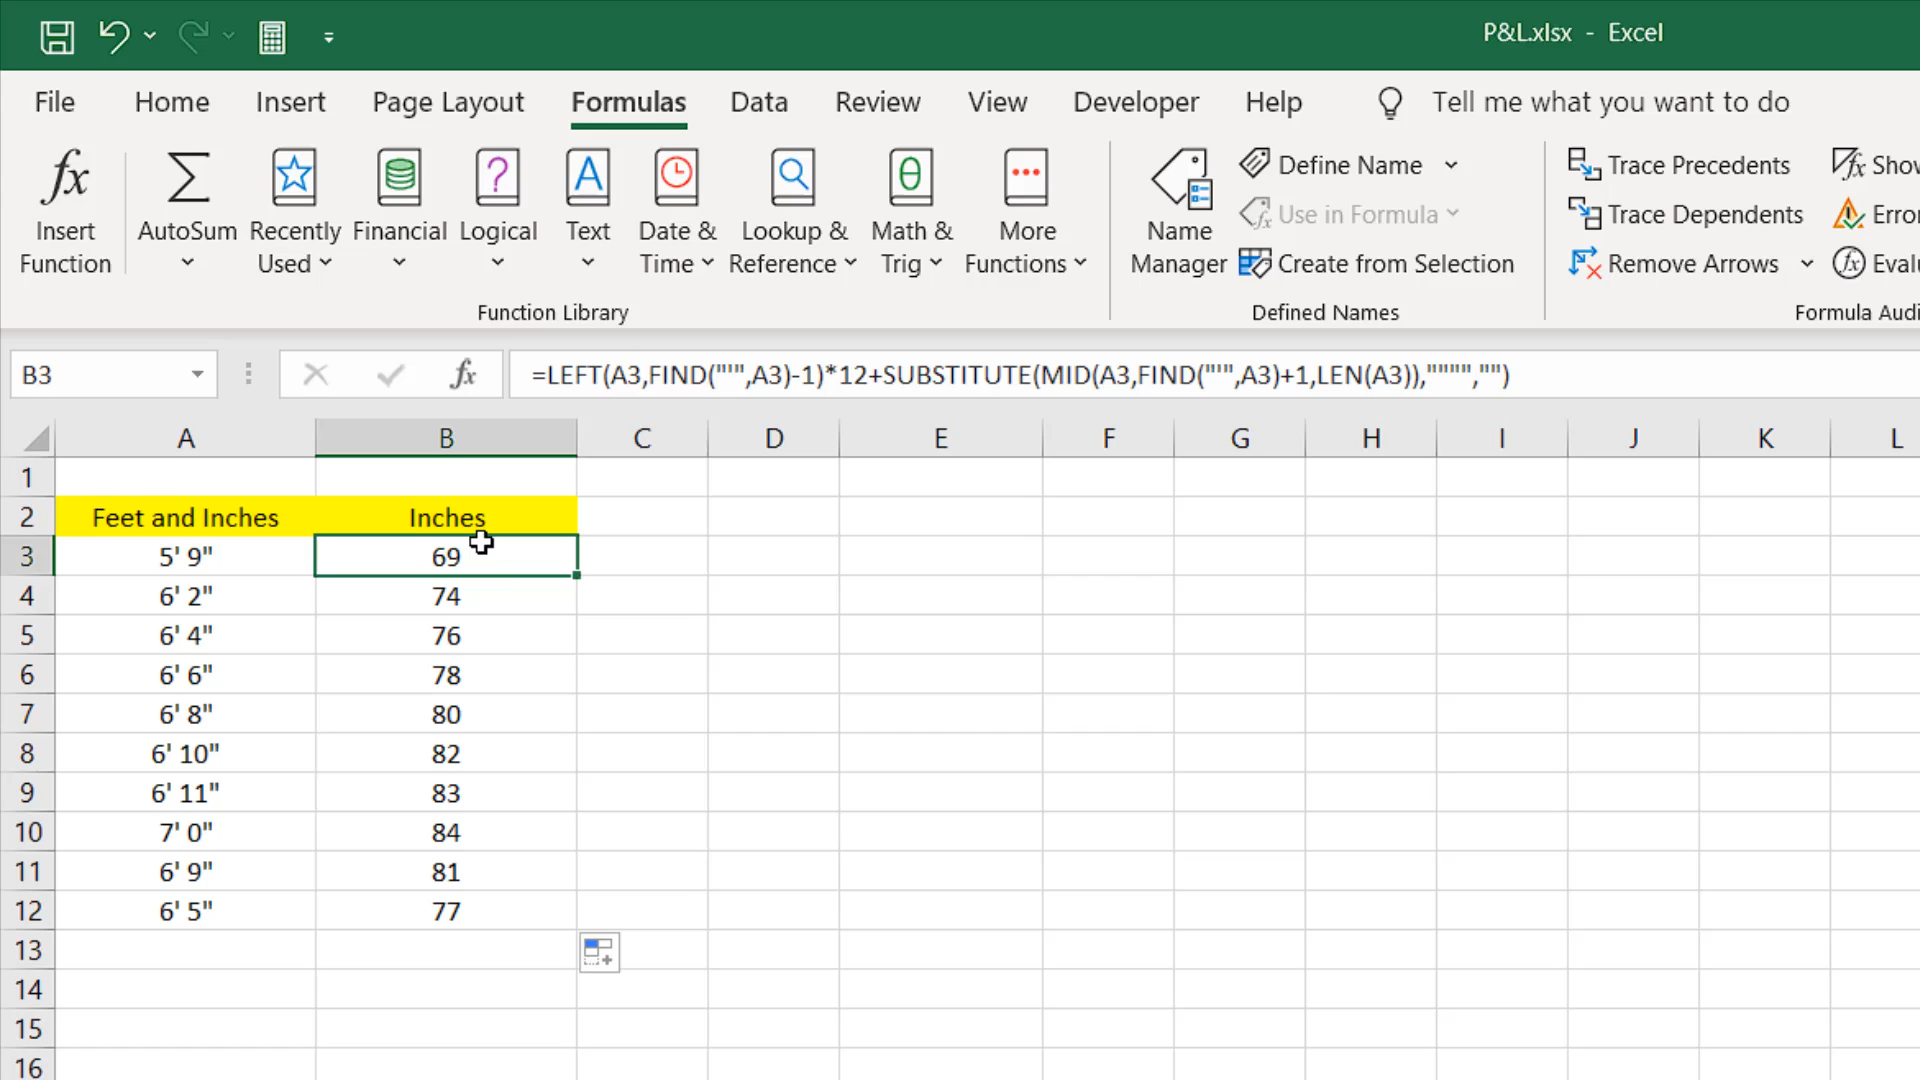 P&L.xlsx - Excel
File Home Insert Page Layout Formulas Data Review View Developer Help Tell me what you want to do
Insert Function
AutoSum
Recently Used
Financial
Logical
Text
Date & Time
Lookup & Reference
Math & Trig
More Functions
Function Library
Name Manager
Define Name
Use in Formula
Create from Selection
Defined Names
Trace Precedents
Trace Dependents
Remove Arrows
Formula Audi
B3 fx =LEFT(A3,FIND("'",A3)-1)*12+SUBSTITUTE(MID(A3,FIND("'",A3)+1,LEN(A3)),"""","")
A B C D E F G H I J K L
1
2 Feet and Inches Inches
3 5' 9" 69
4 6' 2" 74
5 6' 4" 76
6 6' 6" 78
7 6' 8" 80
8 6' 10" 82
9 6' 11" 83
10 7' 0" 84
11 6' 9" 81
12 6' 5" 77
13
14
15
16